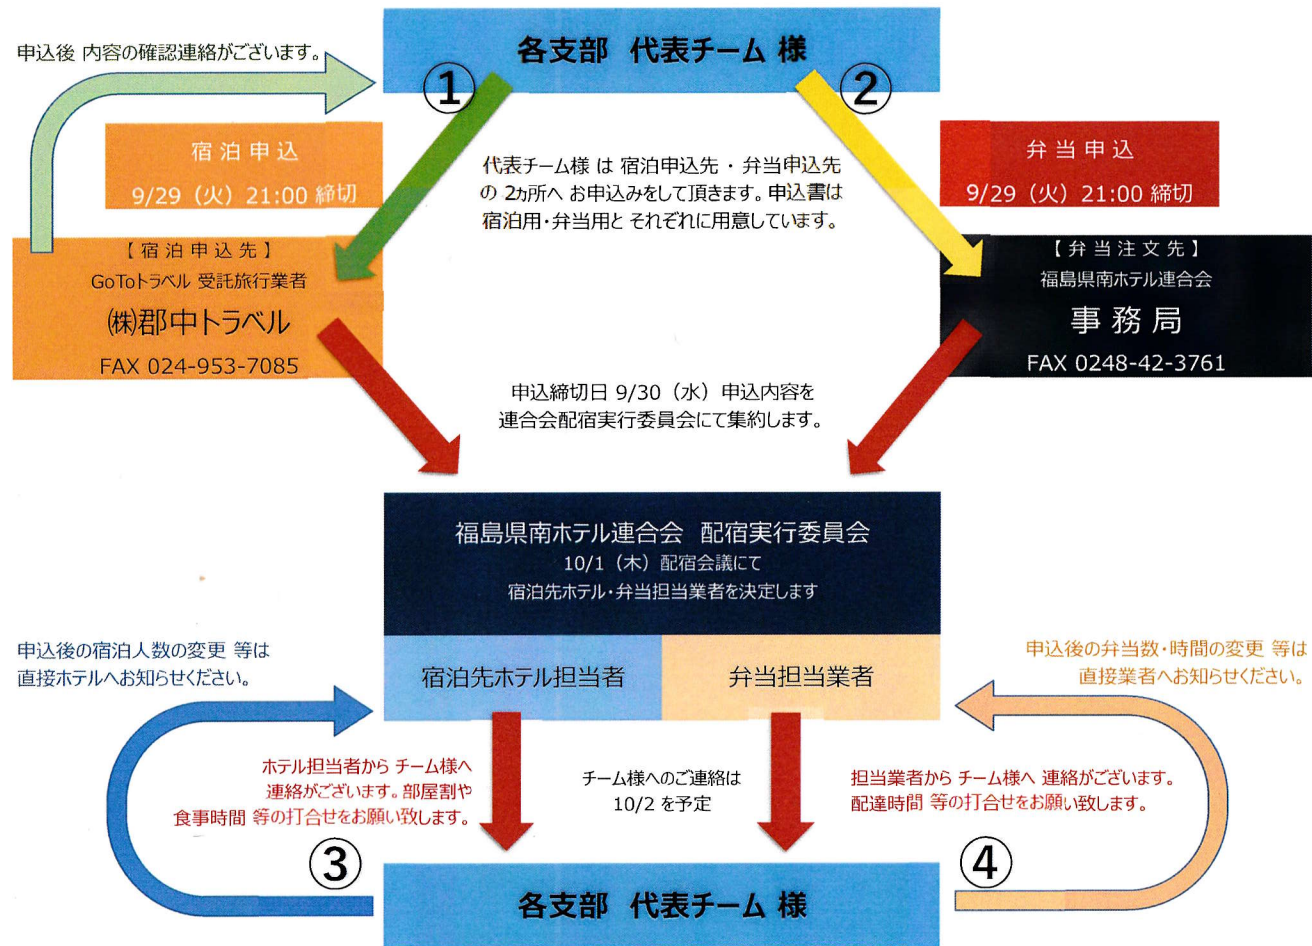 各支部 代表チーム 様
申込後 内容の確認連絡がございます。
①
②
宿泊申込
9/29（火）21:00 締切
弁当申込
9/29（火）21:00 締切
代表チーム様 は 宿泊申込先 ・ 弁当申込先
の 2カ所へ お申込みをして頂きます。申込書は
宿泊用・弁当用と それぞれに用意しています。
【宿泊申込先】
GoToトラベル 受託旅行業者
㈱郡中トラベル
FAX 024-953-7085
【弁当注文先】
福島県南ホテル連合会
事務局
FAX 0248-42-3761
申込締切日 9/30（水）申込内容を
連合会配宿実行委員会にて集約します。
福島県南ホテル連合会 配宿実行委員会
10/1（木）配宿会議にて
宿泊先ホテル・弁当担当業者を決定します
宿泊先ホテル担当者
弁当担当業者
申込後の宿泊人数の変更 等は
直接ホテルへお知らせください。
申込後の弁当数・時間の変更 等は
直接業者へお知らせください。
ホテル担当者から チーム様へ
連絡がございます。部屋割や
食事時間 等の打合せをお願い致します。
チーム様へのご連絡は
10/2 を予定
担当業者から チーム様へ 連絡がございます。
配達時間 等の打合せをお願い致します。
③
④
各支部 代表チーム 様